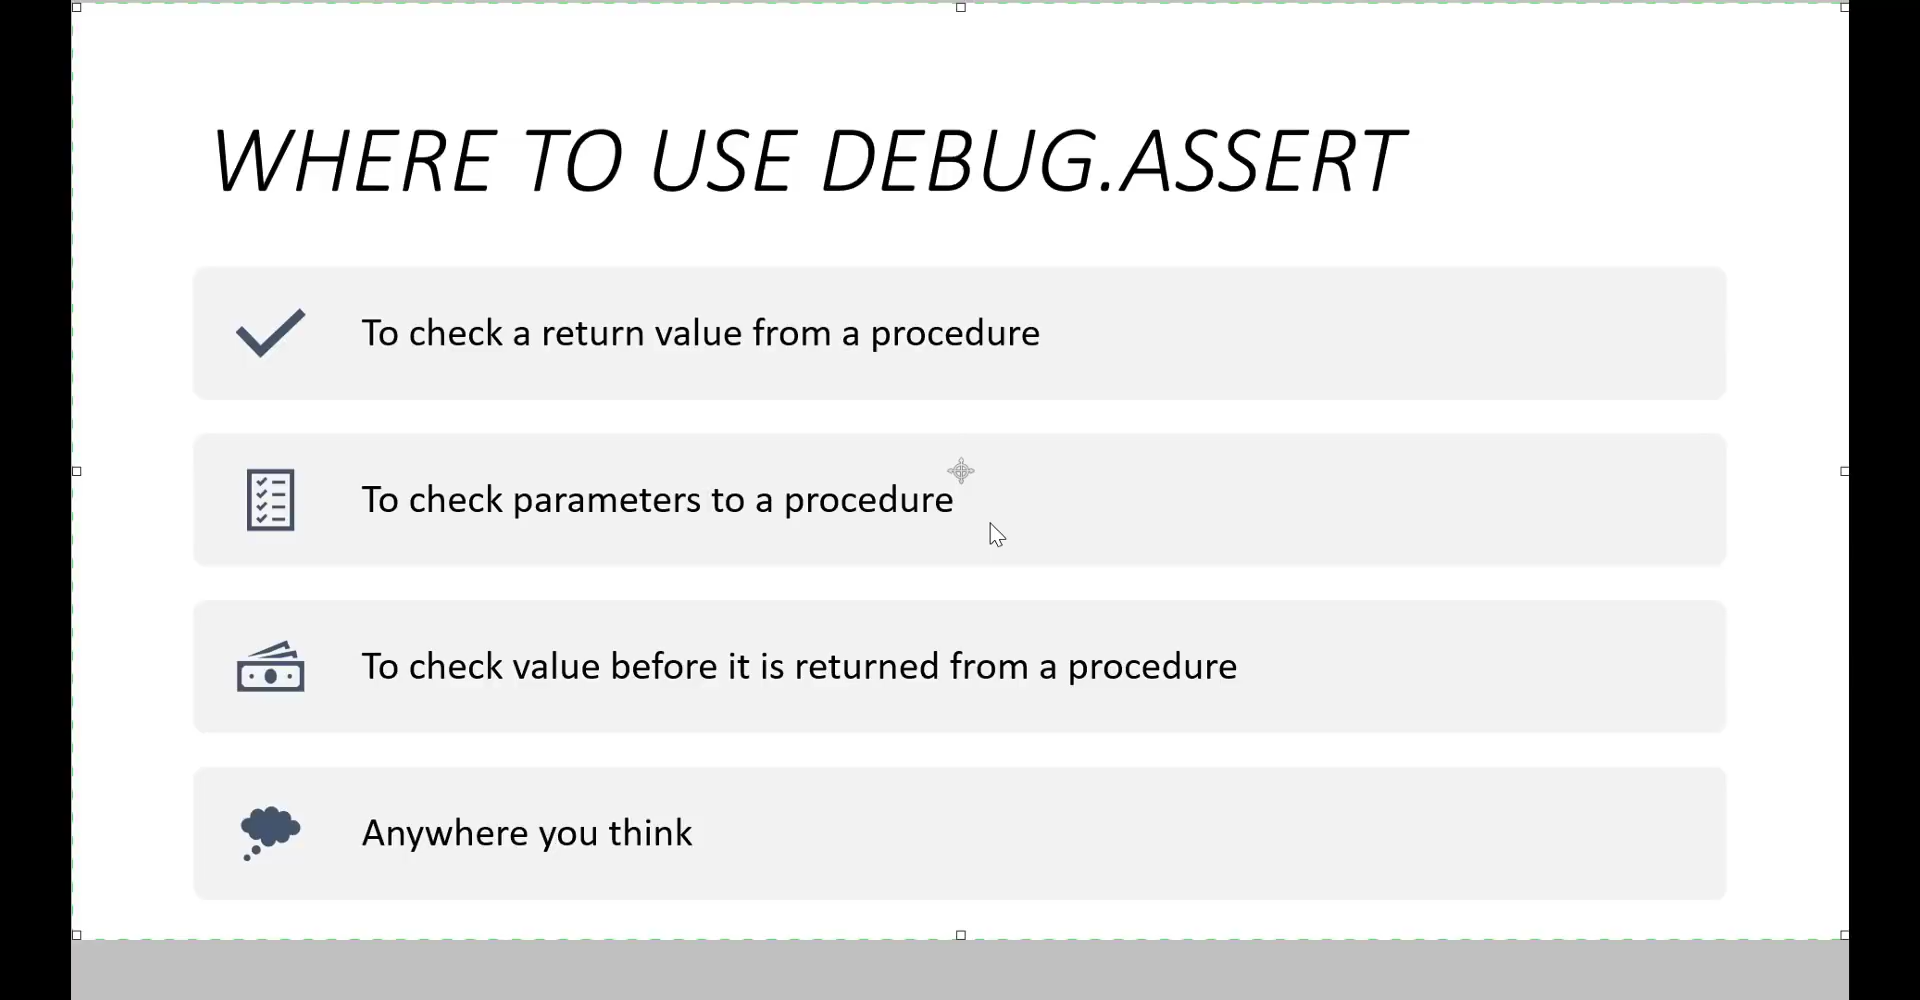 WHERE TO USE DEBUG.ASSERT
To check a return value from a procedure
To check parameters to a procedure
To check value before it is returned from a procedure
Anywhere you think